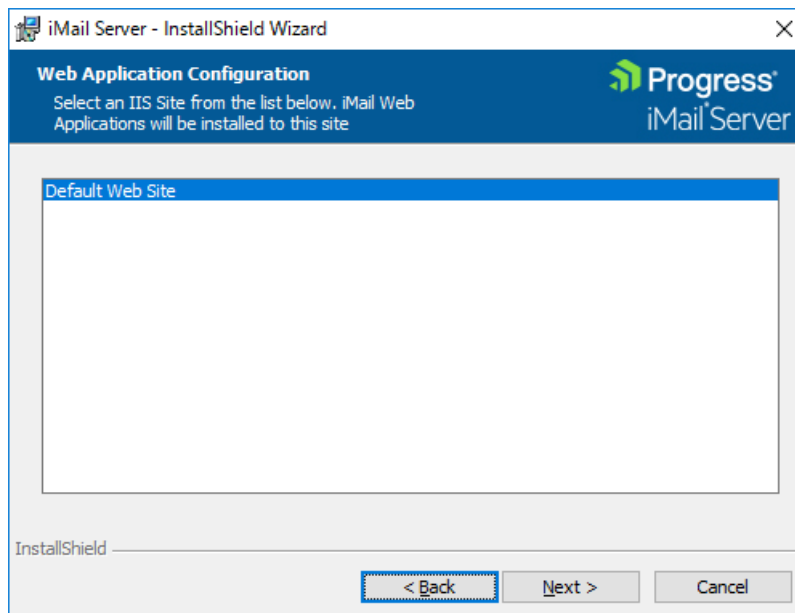 iMail Server - InstallShield Wizard
Web Application Configuration
Select an IIS Site from the list below. iMail Web
Applications will be installed to this site
Progress®
iMail®Server
Default Web Site
InstallShield
< Back
Next >
Cancel